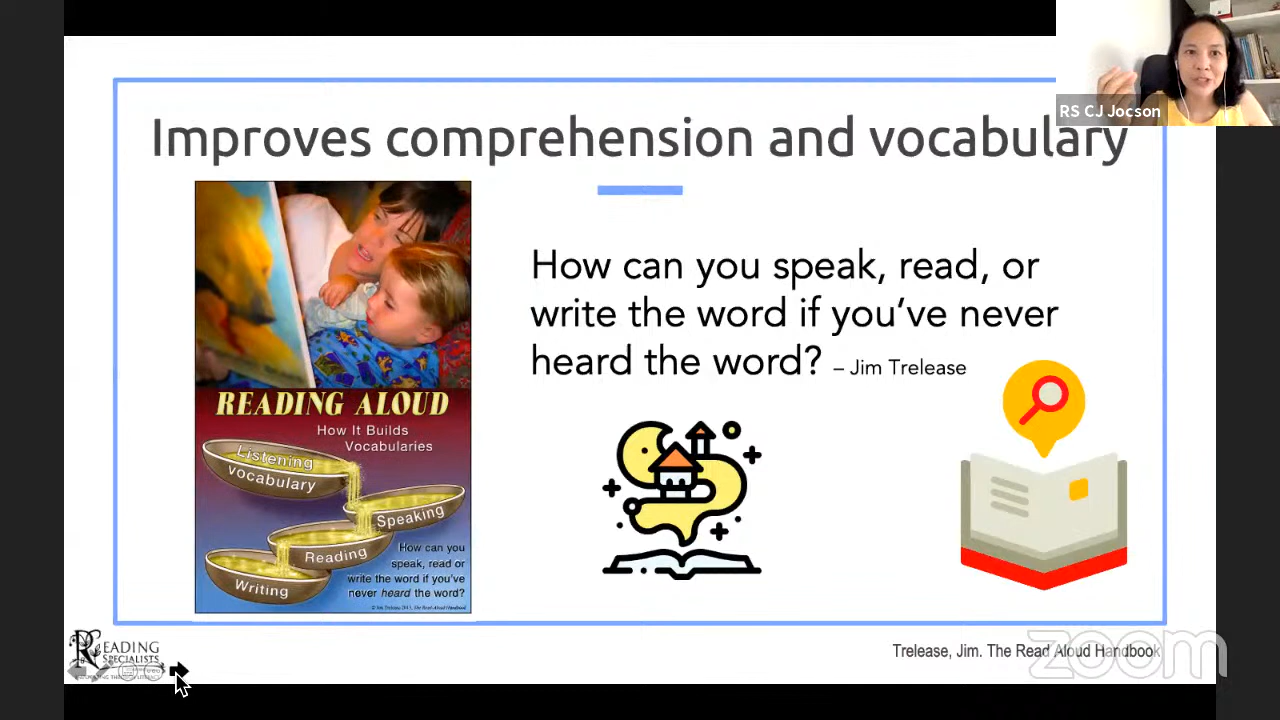 RS CJ Jocson
Improves comprehension and vocabulary
How can you speak, read, or
write the word if you’ve never
heard the word? – Jim Trelease
READING ALOUD
How It Builds
Vocabularies
Listening
vocabulary
Speaking
Reading
Writing
How can you
speak, read or
write the word if you've
never heard the word?
READING
SPECIALISTS
Trelease, Jim. The Read Aloud Handbook
zoom